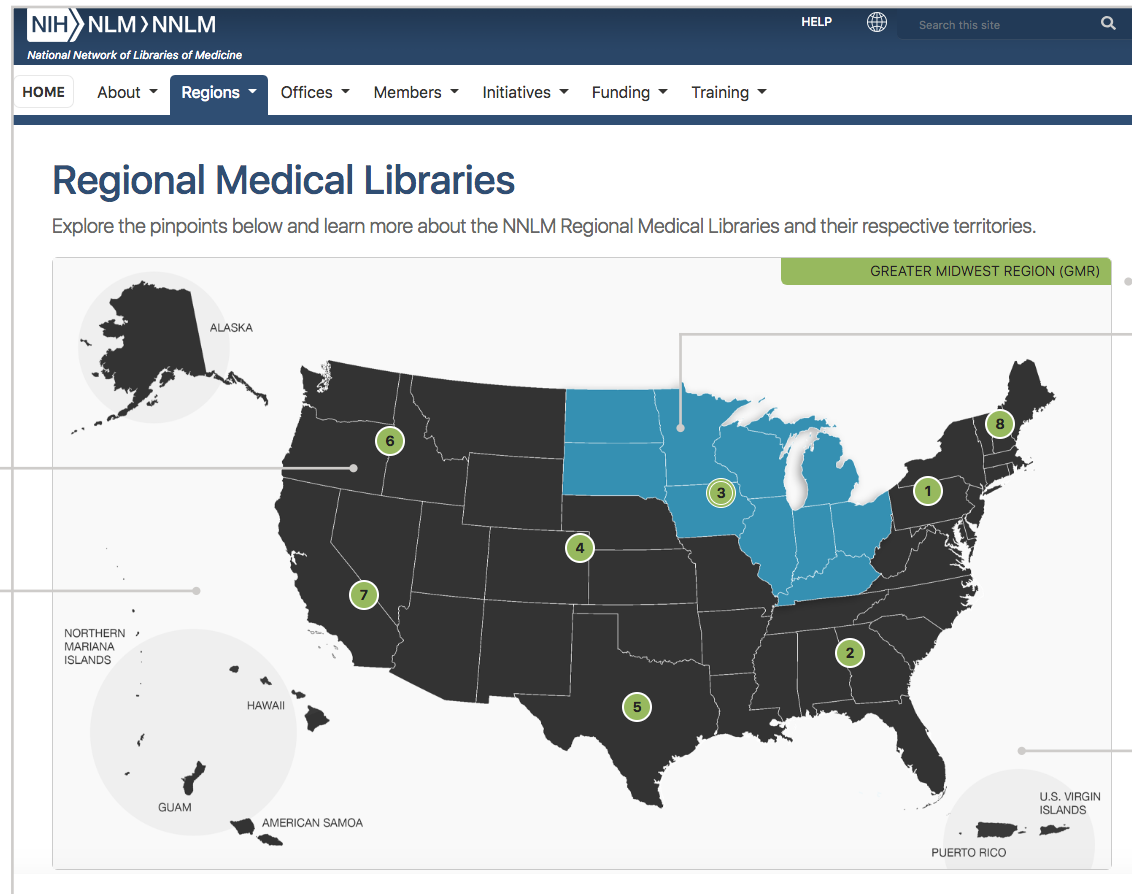 NIH NLM NNLM
National Network of Libraries of Medicine
HELP
Search this site
HOME About Regions Offices Members Initiatives Funding Training
Regional Medical Libraries
Explore the pinpoints below and learn more about the NNLM Regional Medical Libraries and their respective territories.
GREATER MIDWEST REGION (GMR)
ALASKA
8
6
1
3
4
7
NORTHERN
MARIANA
ISLANDS
2
HAWAII
5
GUAM
AMERICAN SAMOA
U.S. VIRGIN
ISLANDS
PUERTO RICO